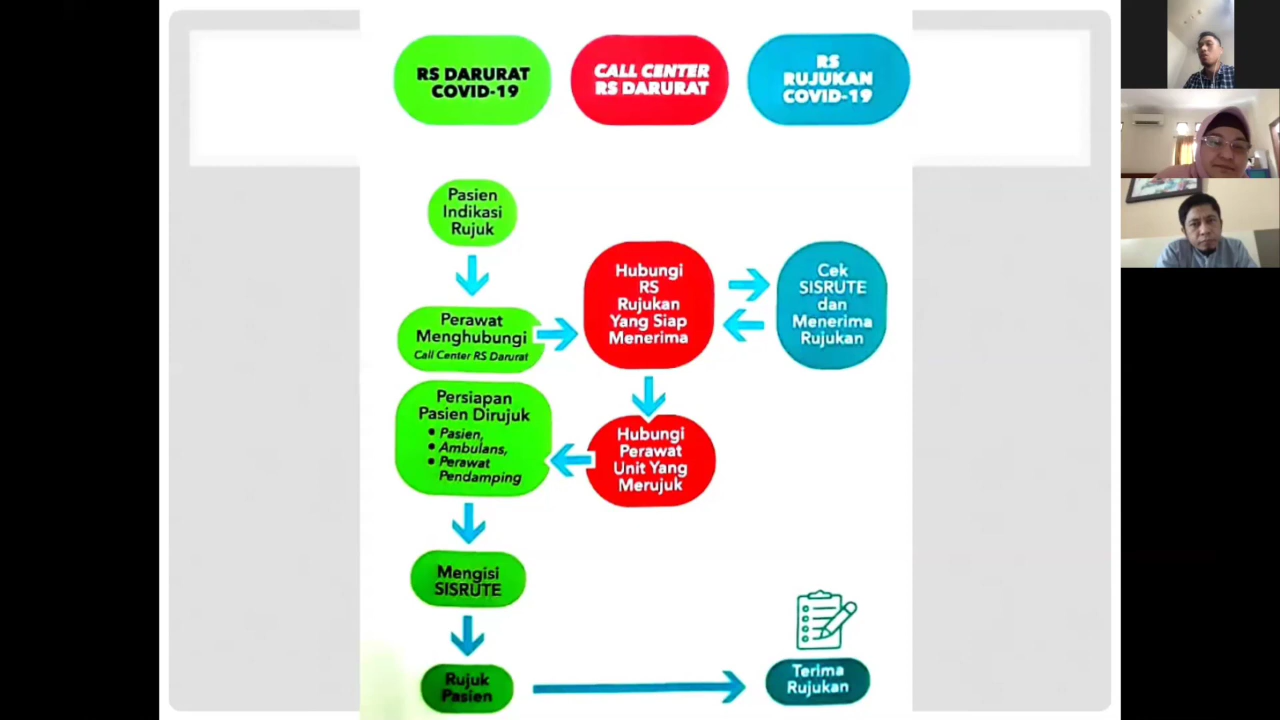 RS DARURAT
COVID-19
CALL CENTER
RS DARURAT
RS
RUJUKAN
COVID-19
Pasien
Indikasi
Rujuk
Perawat
Menghubungi
Call Center RS Darurat
Hubungi
RS
Rujukan
Yang Siap
Menerima
Cek
SISRUTE
dan
Menerima
Rujukan
Persiapan
Pasien Dirujuk
• Pasien,
• Ambulans,
• Perawat
Pendamping
Hubungi
Perawat
Unit Yang
Merujuk
Mengisi
SISRUTE
Rujuk
Pasien
Terima
Rujukan